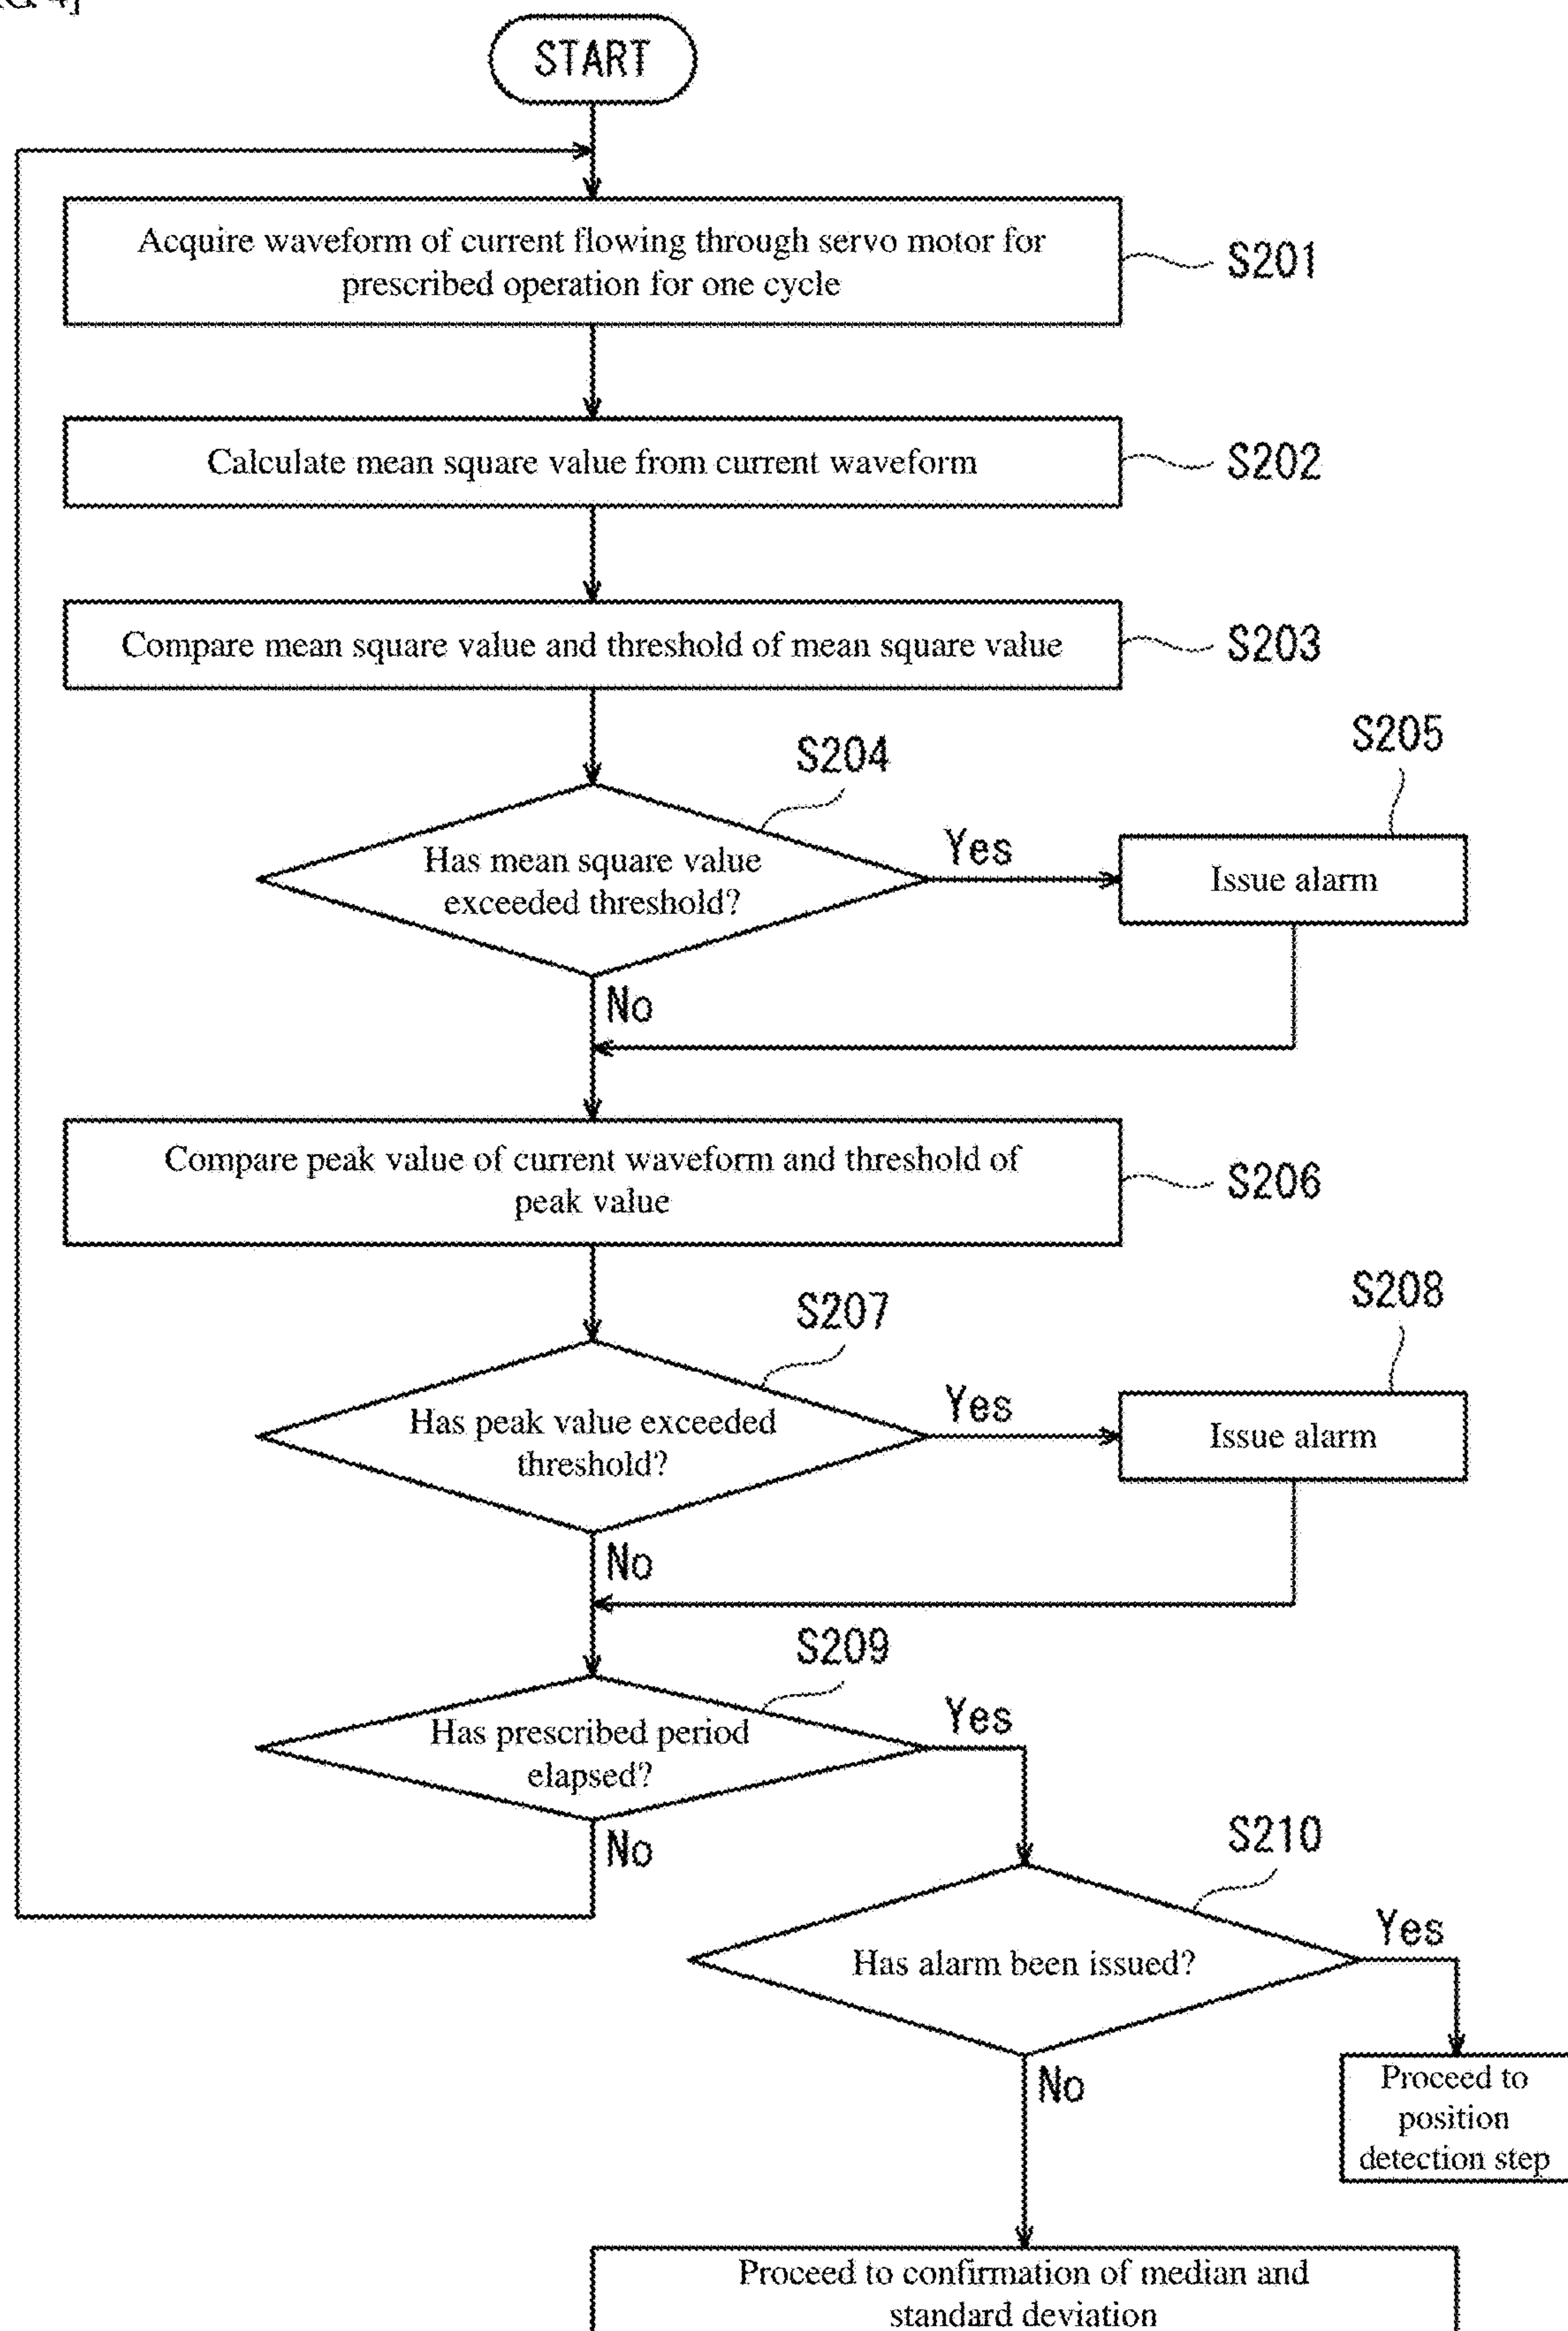 START
Acquire waveform of current flowing through servo motor for
prescribed operation for one cycle
S201
Calculate mean square value from current waveform
S202
Compare mean square value and threshold of mean square value
S203
S204
S205
Has mean square value
exceeded threshold?
Yes
Issue alarm
No
Compare peak value of current waveform and threshold of
peak value
S206
S207
S208
Has peak value exceeded
threshold?
Yes
Issue alarm
No
S209
Has prescribed period
elapsed?
Yes
No
S210
Has alarm been issued?
Yes
Proceed to
position
detection step
No
Proceed to confirmation of median and
standard deviation